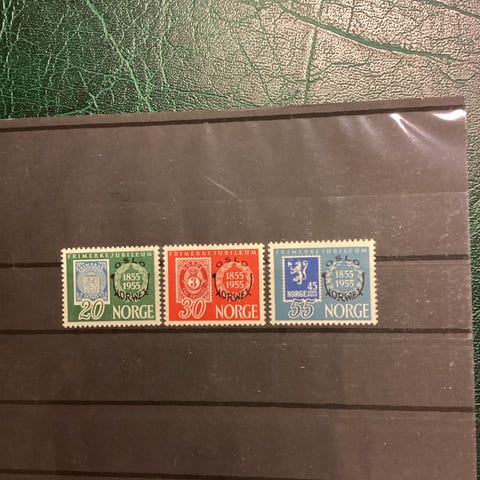 FRIMERKEJUBILEUM
OSLO
1855
1955
NORWEX
20 NORGE
FRIMERKEJUBILEUM
OSLO
3
1855
1955
NORWEX
30 NORGE
FRIMERKEJUBILEUM
OSLO
1855
1955
NORGE 45
NORWEX
55 NORGE